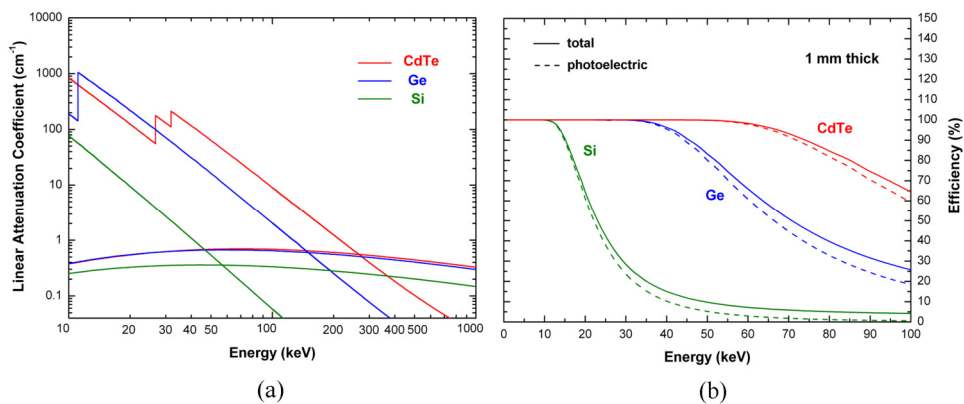 10000
1000
100
10
1
0.1
Linear Attenuation Coefficient (cm⁻¹)
CdTe
Ge
Si
10 20 30 40 50 100 200 300 400 500 1000
Energy (keV)
(a)
total
photoelectric
1 mm thick
CdTe
Si
Ge
150
140
130
120
110
100
90
80
70
60
50
40
30
20
10
0
Efficiency (%)
0 10 20 30 40 50 60 70 80 90 100
Energy (keV)
(b)